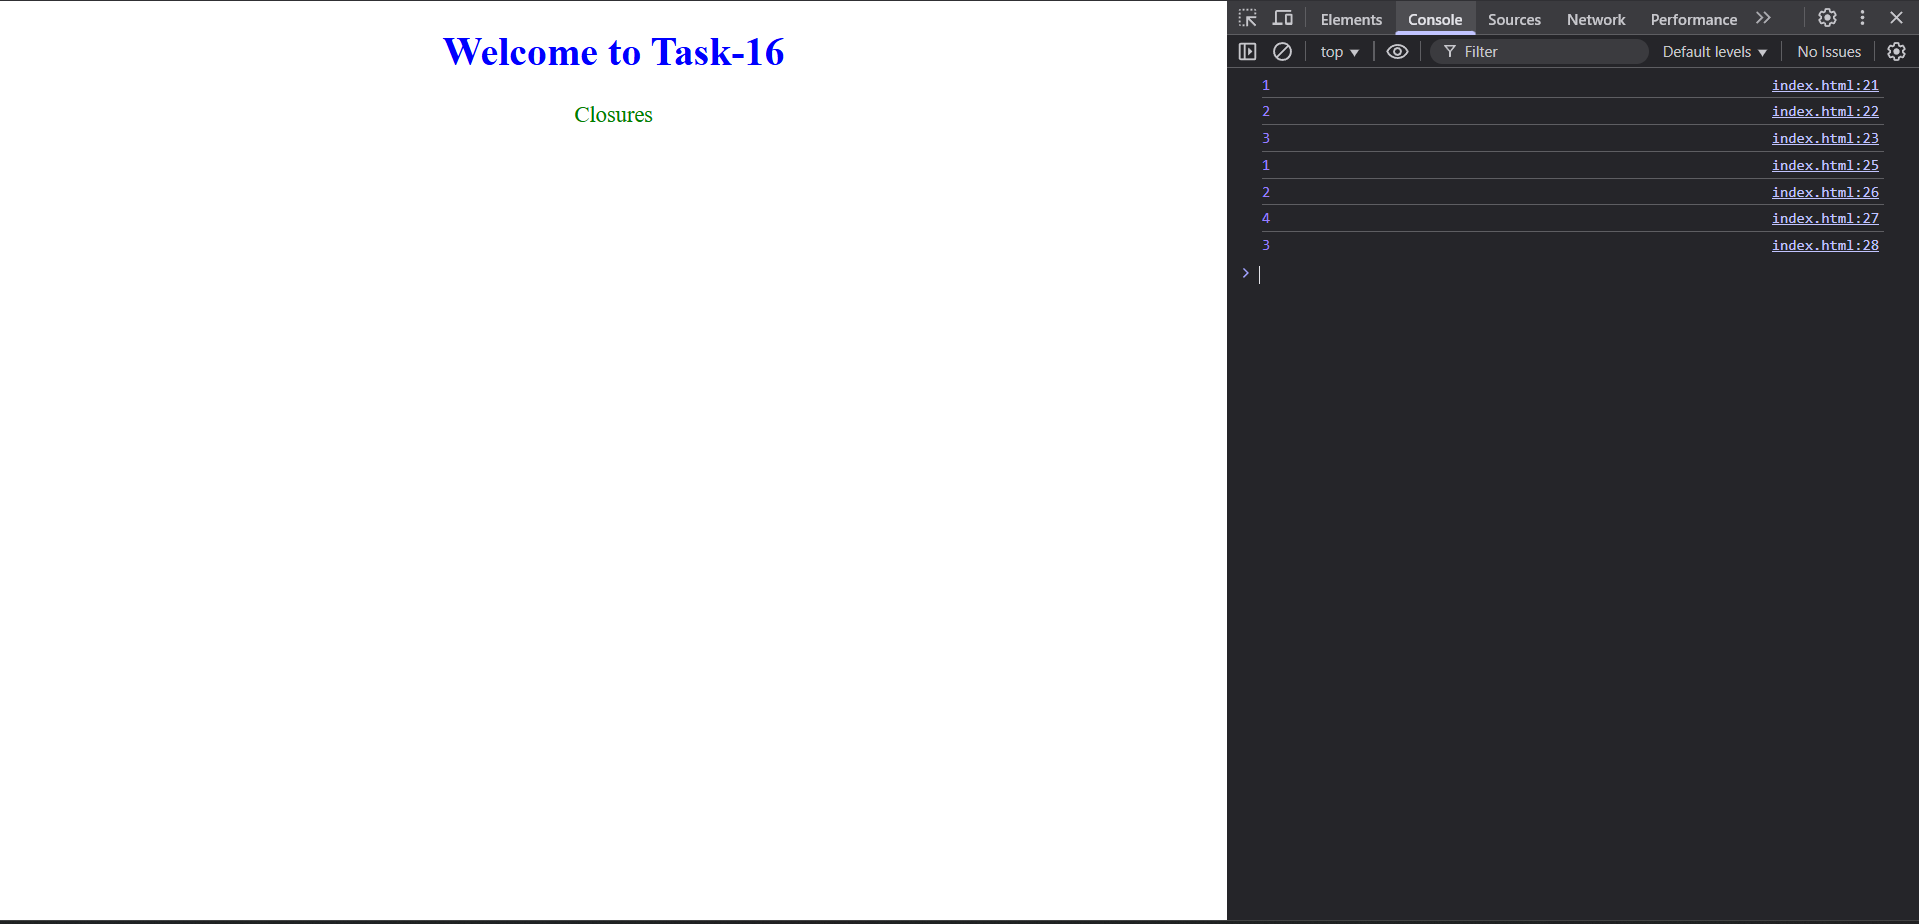 Welcome to Task-16
Closures
Elements Console Sources Network Performance
top Filter Default levels No Issues
1 index.html:21
2 index.html:22
3 index.html:23
1 index.html:25
2 index.html:26
4 index.html:27
3 index.html:28